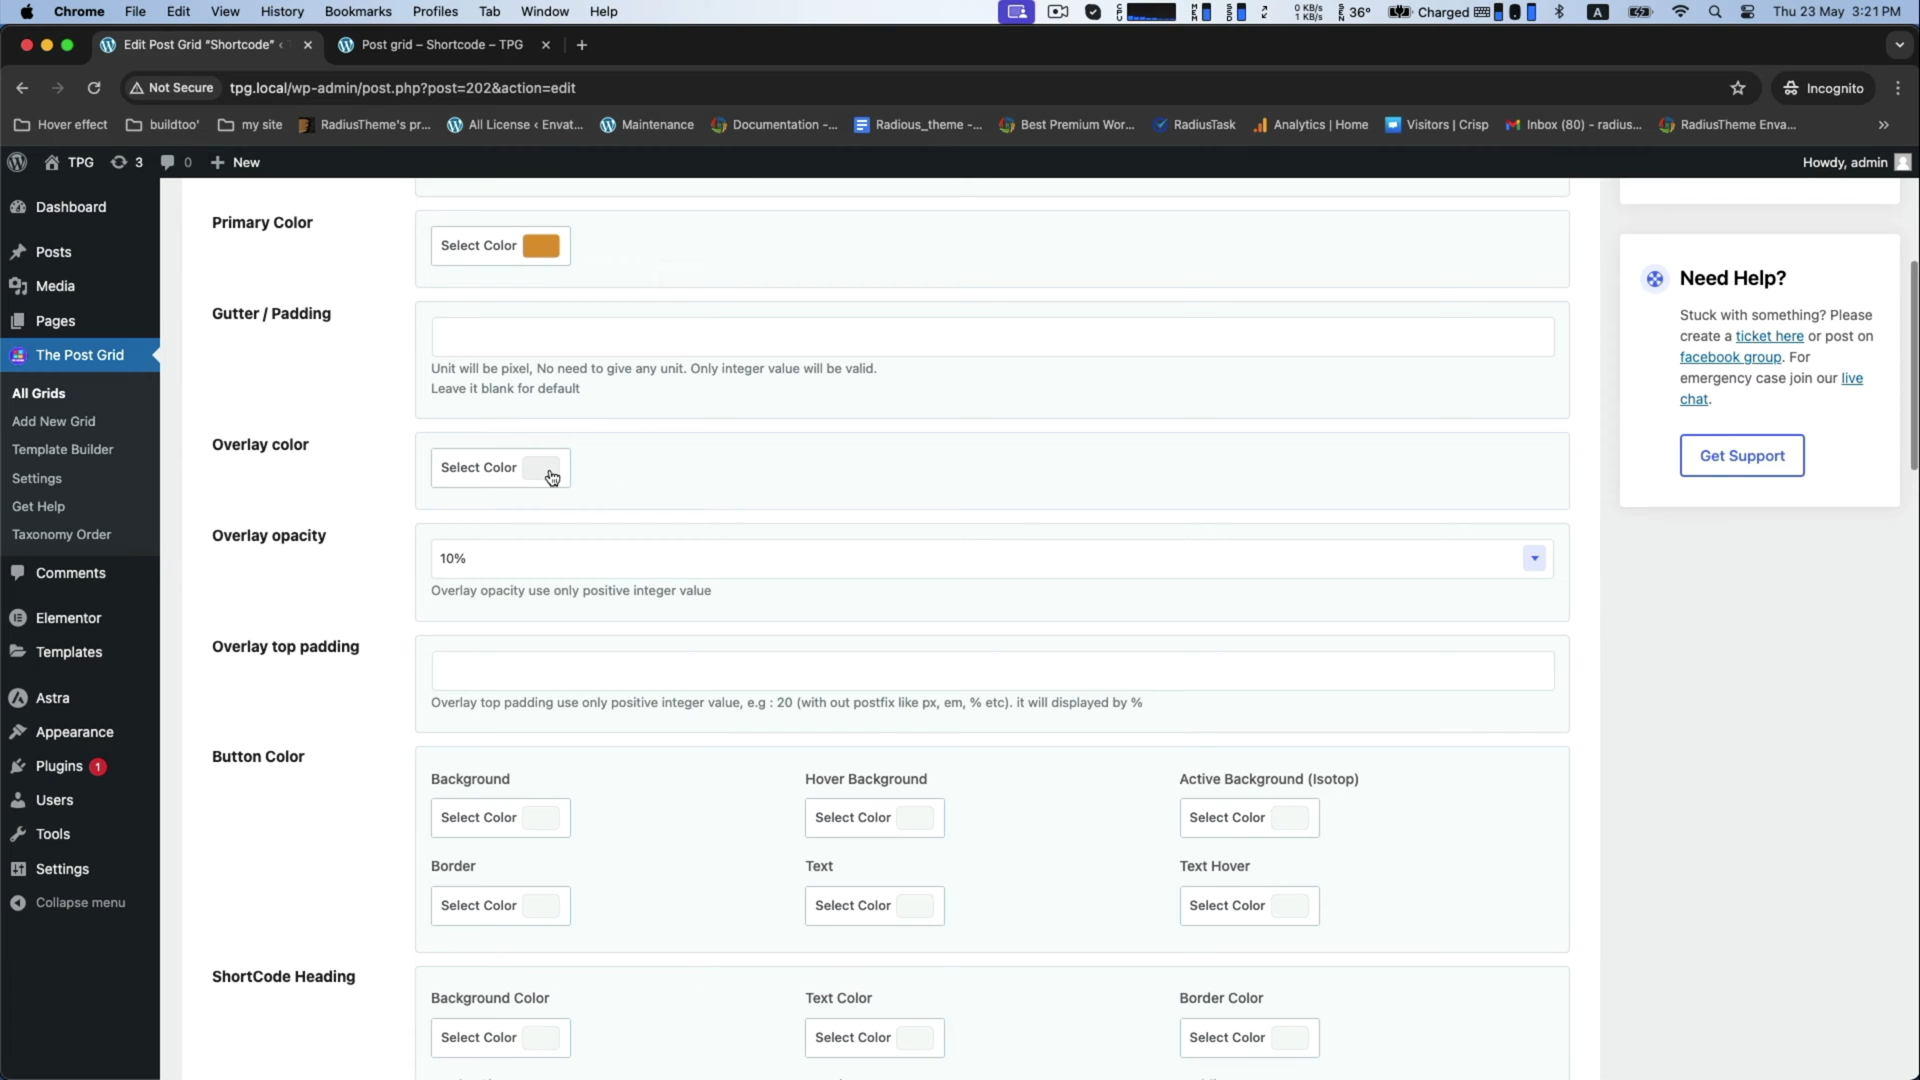 Chrome File Edit View History Bookmarks Profiles Tab Window Help
0 KB/s
1 KB/s
36° Charged A Thu 23 May 3:21 PM
Edit Post Grid "Shortcode" ‹
Post grid – Shortcode – TPG
Not Secure tpg.local/wp-admin/post.php?post=202&action=edit Incognito
Hover effect buildtoo' my site RadiusTheme's pr... All License ‹ Envat... Maintenance Documentation -... Radious_theme -... Best Premium Wor... RadiusTask Analytics | Home Visitors | Crisp Inbox (80) - radius... RadiusTheme Enva... »
TPG 3 0 New Howdy, admin
Dashboard
Posts
Media
Pages
The Post Grid
All Grids
Add New Grid
Template Builder
Settings
Get Help
Taxonomy Order
Comments
Elementor
Templates
Astra
Appearance
Plugins 1
Users
Tools
Settings
Collapse menu
Primary Color
Select Color
Gutter / Padding
Unit will be pixel, No need to give any unit. Only integer value will be valid.
Leave it blank for default
Overlay color
Select Color
Overlay opacity
10%
Overlay opacity use only positive integer value
Overlay top padding
Overlay top padding use only positive integer value, e.g : 20 (with out postfix like px, em, % etc). it will displayed by %
Button Color
Background Hover Background Active Background (Isotop)
Select Color Select Color Select Color
Border Text Text Hover
Select Color Select Color Select Color
ShortCode Heading
Background Color Text Color Border Color
Select Color Select Color Select Color
Need Help?
Stuck with something? Please
create a ticket here or post on
facebook group. For
emergency case join our live
chat.
Get Support